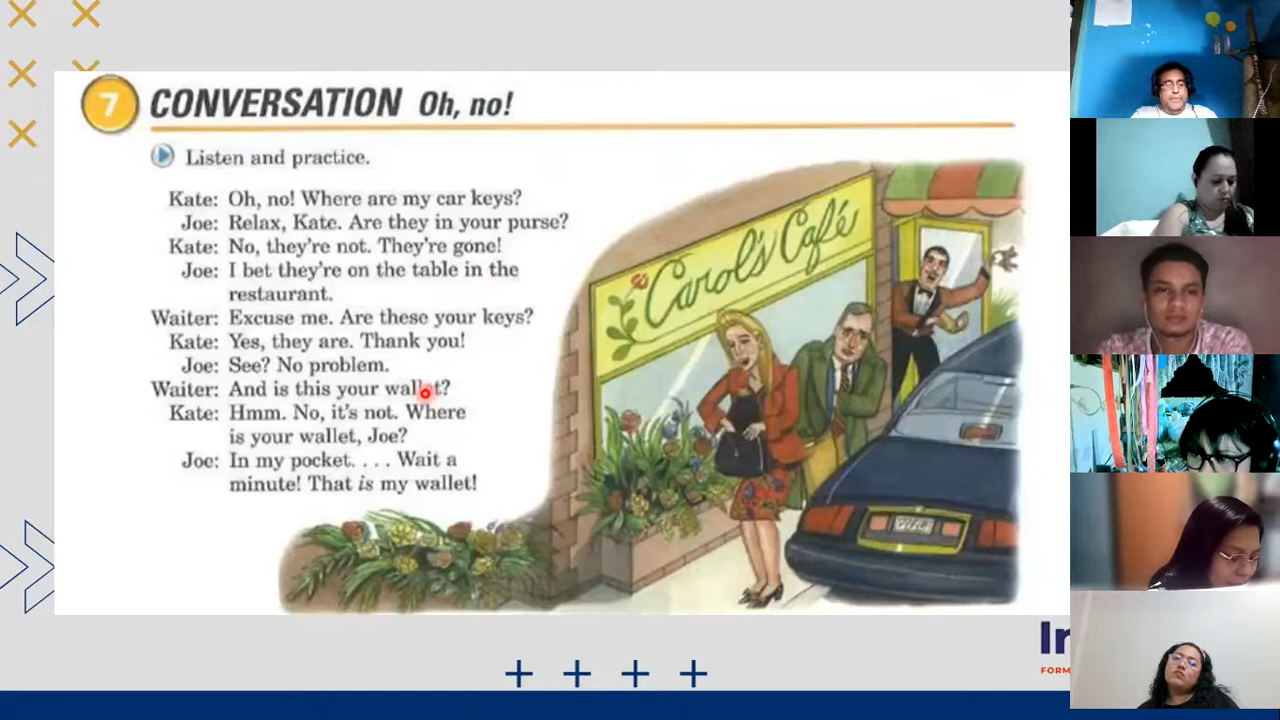 7 CONVERSATION Oh, no!
Listen and practice.
Kate: Oh, no! Where are my car keys?
Joe: Relax, Kate. Are they in your purse?
Kate: No, they're not. They're gone!
Joe: I bet they're on the table in the
restaurant.
Waiter: Excuse me. Are these your keys?
Kate: Yes, they are. Thank you!
Joe: See? No problem.
Waiter: And is this your wallet?
Kate: Hmm. No, it's not. Where
is your wallet, Joe?
Joe: In my pocket. . . . Wait a
minute! That is my wallet!
Carol's Café
In
FORM